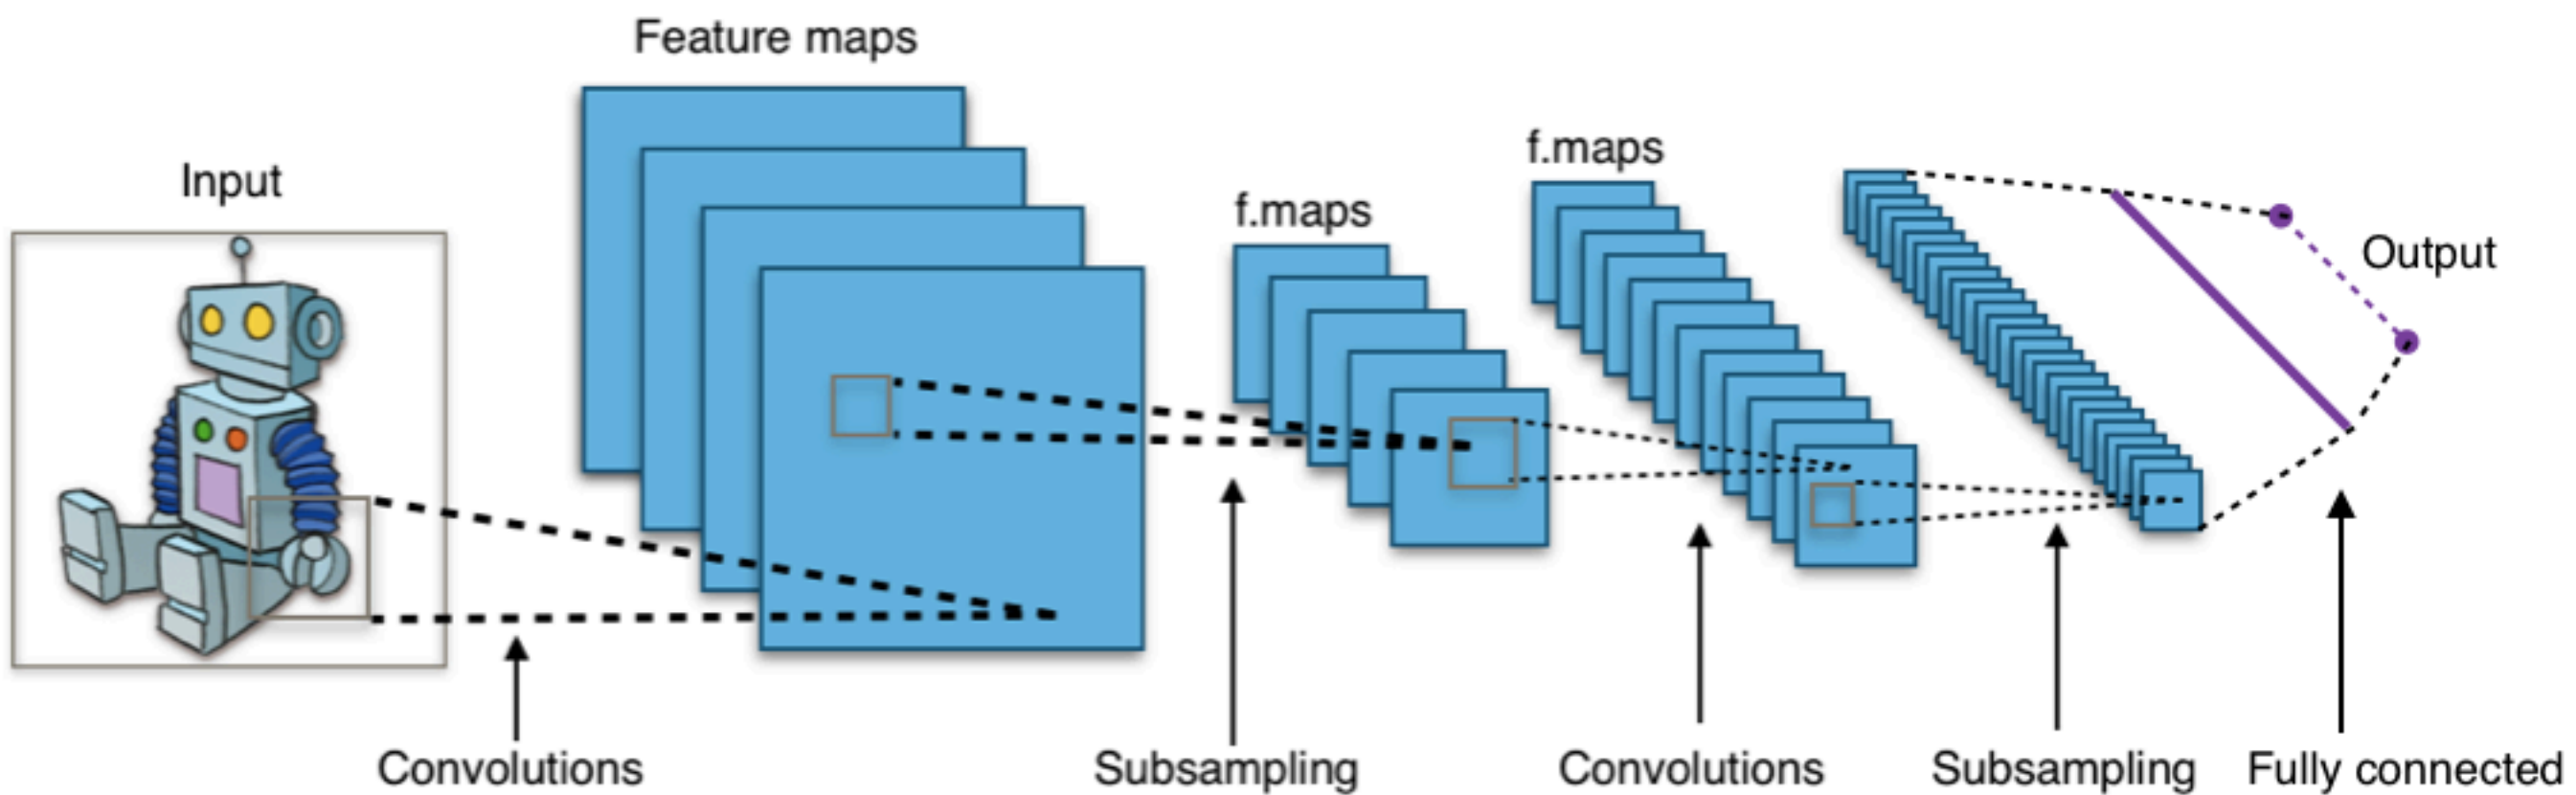 Feature maps
f.maps
Input
f.maps
Output
Convolutions
Subsampling
Convolutions
Subsampling
Fully connected